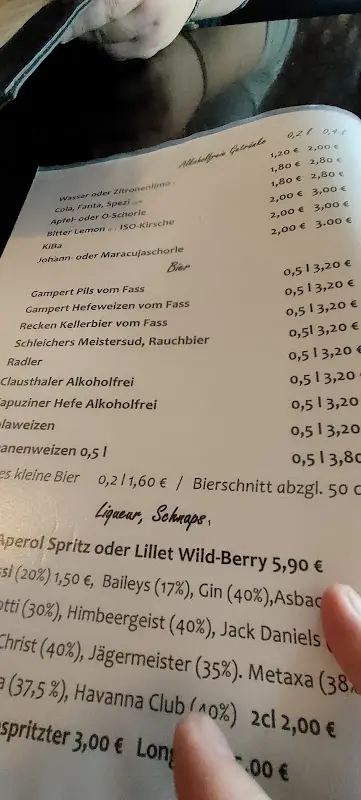 Alkoholfreie Getränke 0,2 l 0,4 l
Wasser oder Zitronenlimo 1,20 € 2,00 €
Cola, Fanta, Spezi 1,80 € 2,80 €
Apfel- oder O-Schorle 1,80 € 2,80 €
Bitter Lemon ISO-Kirsche 2,00 € 3,00 €
KiBa 2,00 € 3,00 €
Johann- oder Maracujaschorle 2,00 € 3.00 €
Bier
Gampert Pils vom Fass 0,5 l 3,20 €
Gampert Hefeweizen vom Fass 0,5 l 3,20 €
Recken Kellerbier vom Fass 0,5 l 3,20 €
Schleichers Meistersud, Rauchbier 0,5l 3,20 €
Radler 0,5 l 3,20 €
Clausthaler Alkoholfrei 0,5 l 3,20
apuziner Hefe Alkoholfrei 0,5 l 3,20
laweizen 0,5 l 3,20
anenweizen 0,5 l 0,5 l 3,80
es kleine Bier 0,2 l 1,60 € / Bierschnitt abzgl. 50 c
Liqueur, Schnaps 1
Aperol Spritz oder Lillet Wild-Berry 5,90 €
ssi (20%) 1,50 €, Baileys (17%), Gin (40%),Asbac
otti (30%), Himbeergeist (40%), Jack Daniels
Christ (40%), Jägermeister (35%). Metaxa (38%
a (37,5 %), Havanna Club (40%) 2cl 2,00 €
spritzter 3,00 € Long .00 €